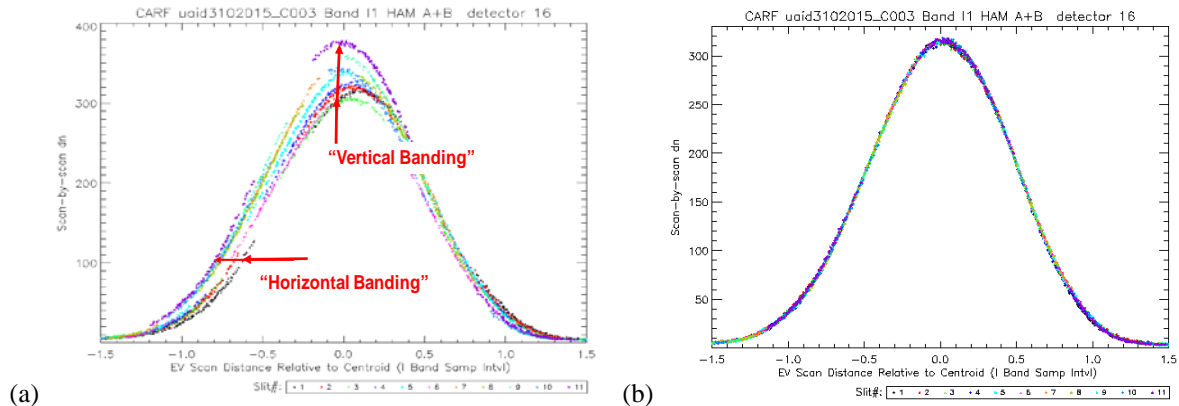 CARF uaid3102015_C003 Band I1 HAM A+B detector 16
400
300
200
100
Scan-by-scan dn
"Vertical Banding"
"Horizontal Banding"
-1.5 -1.0 -0.5 0.0 0.5 1.0 1.5
EV Scan Distance Relative to Centroid (I Band Samp Intvl)
Slit#: 1 2 3 4 5 6 7 8 9 10 11
(a)
CARF uaid3102015_C003 Band I1 HAM A+B detector 16
300
250
200
150
100
50
Scan-by-scan dn
-1.5 -1.0 -0.5 0.0 0.5 1.0 1.5
EV Scan Distance Relative to Centroid (I Band Samp Intvl)
Slit#: 1 2 3 4 5 6 7 8 9 10 11
(b)